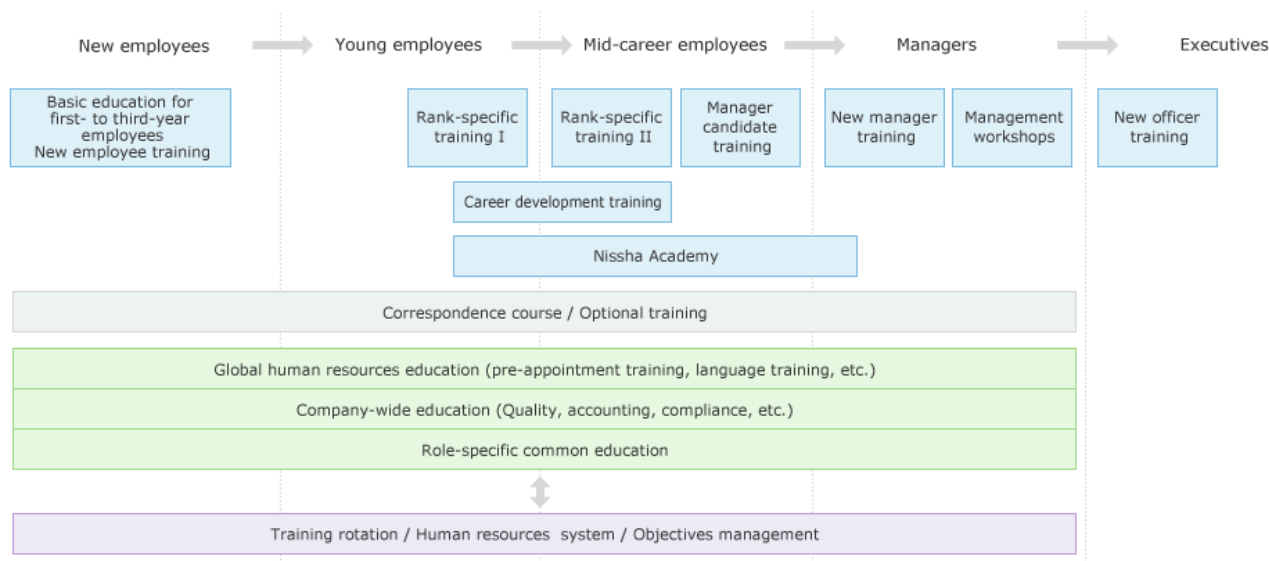 New employees
Young employees
Mid-career employees
Managers
Executives
Basic education for
first- to third-year
employees
New employee training
Rank-specific
training I
Rank-specific
training II
Manager
candidate
training
New manager
training
Management
workshops
New officer
training
Career development training
Nissha Academy
Correspondence course / Optional training
Global human resources education (pre-appointment training, language training, etc.)
Company-wide education (Quality, accounting, compliance, etc.)
Role-specific common education
Training rotation / Human resources system / Objectives management